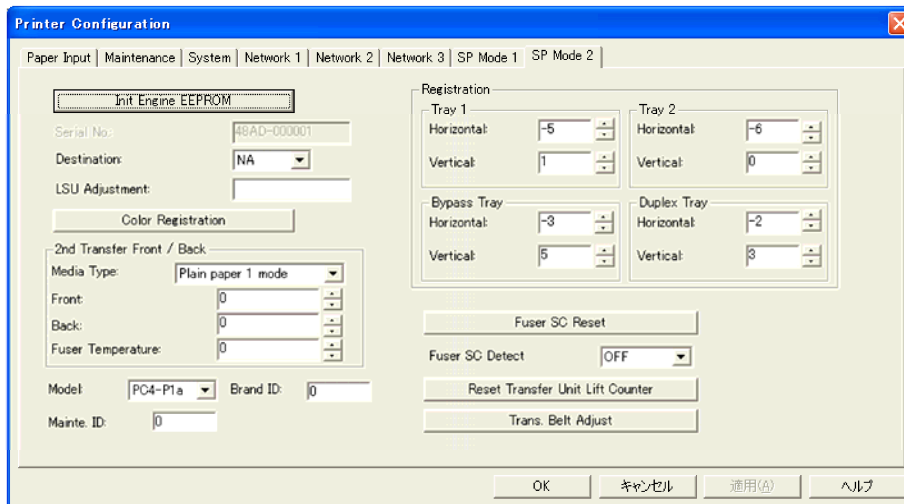 Printer Configuration
Paper Input Maintenance System Network 1 Network 2 Network 3 SP Mode 1 SP Mode 2
Init Engine EEPROM
Serial No.: 48AD-000001
Destination: NA
LSU Adjustment:
Color Registration
2nd Transfer Front / Back
Media Type: Plain paper 1 mode
Front: 0
Back: 0
Fuser Temperature: 0
Model: PC4-P1a Brand ID: 0
Mainte. ID: 0
Registration
Tray 1
Horizontal: -5
Vertical: 1
Tray 2
Horizontal: -6
Vertical: 0
Bypass Tray
Horizontal: -3
Vertical: 5
Duplex Tray
Horizontal: -2
Vertical: 3
Fuser SC Reset
Fuser SC Detect OFF
Reset Transfer Unit Lift Counter
Trans. Belt Adjust
OK キャンセル 適用(A) ヘルプ